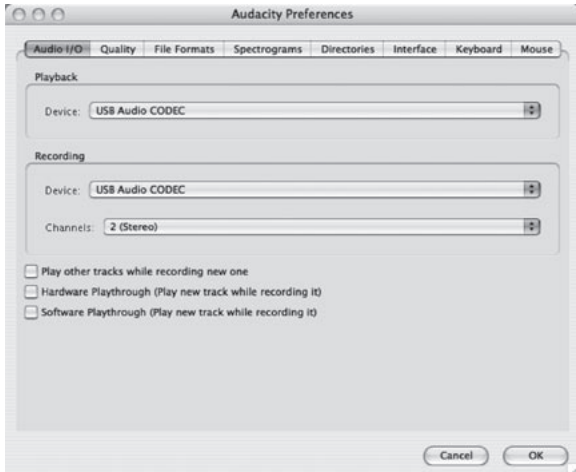 Audacity Preferences
Audio I/O Quality File Formats Spectrograms Directories Interface Keyboard Mouse
Playback
Device: USB Audio CODEC
Recording
Device: USB Audio CODEC
Channels: 2 (Stereo)
Play other tracks while recording new one
Hardware Playthrough (Play new track while recording it)
Software Playthrough (Play new track while recording it)
Cancel OK